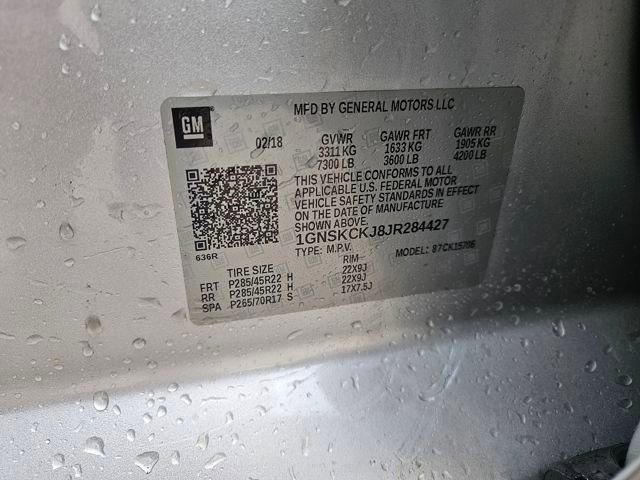 MFD BY GENERAL MOTORS LLC
GM
02/18 GVWR GAWR FRT GAWR RR
3311 KG 1633 KG 1905 KG
7300 LB 3600 LB 4200 LB
THIS VEHICLE CONFORMS TO ALL
APPLICABLE U.S. FEDERAL MOTOR
VEHICLE SAFETY STANDARDS IN EFFECT
ON THE DATE OF MANUFACTURE
SHOWN ABOVE.
1GNSKCKJ8JR284427
636R TYPE: M.P.V. MODEL: 87CK15706
TIRE SIZE RIM
FRT P285/45R22 H 22X9J
RR P285/45R22 H 22X9J
SPA P265/70R17 S 17X7.5J